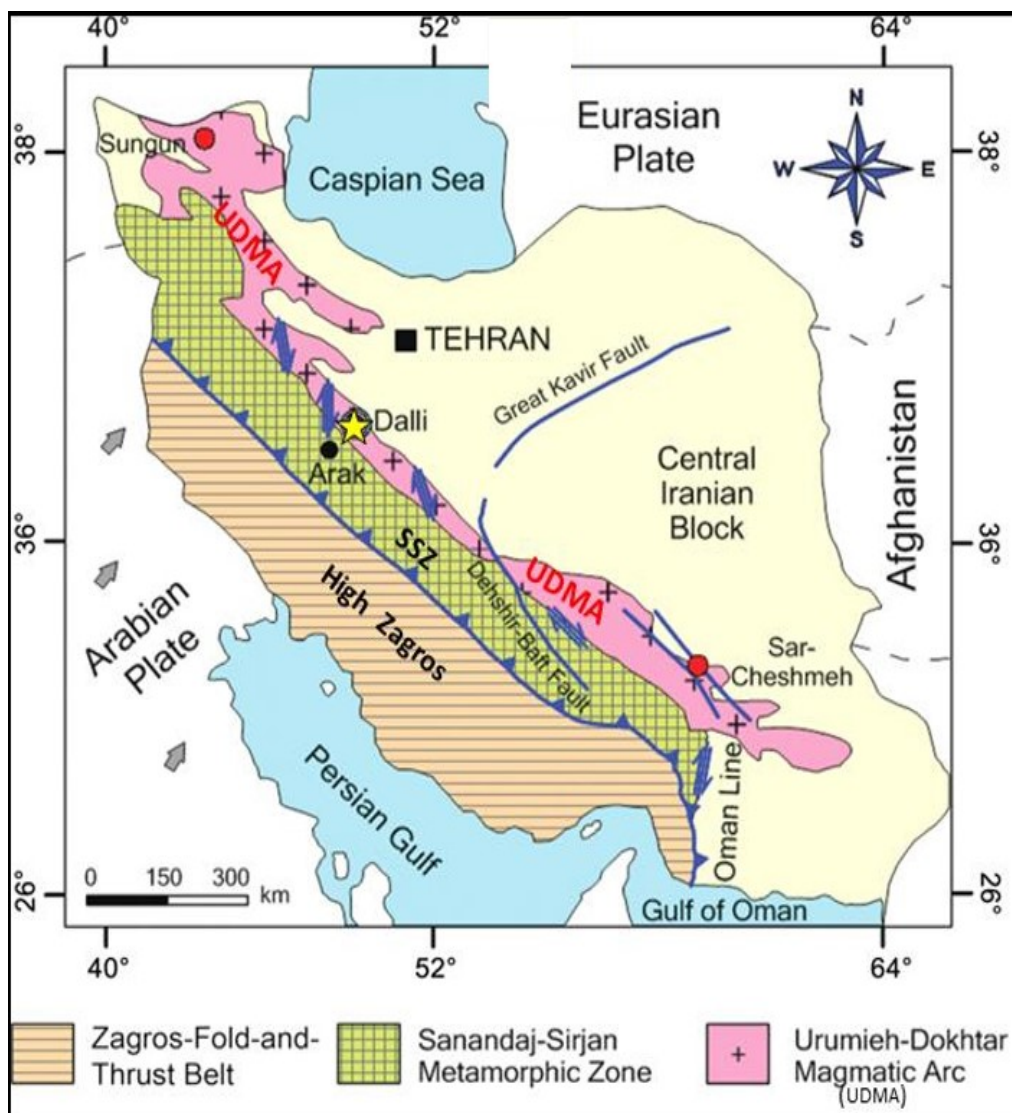 40°
52°
64°
38°
38°
36°
36°
26°
26°
Sungun
Caspian Sea
Eurasian
Plate
N
W
E
S
UDMA
TEHRAN
Great Kavir Fault
Dalli
Arak
Central
Iranian
Block
Afghanistan
SSZ
UDMA
High Zagros
Dehshir-Baft Fault
Arabian
Plate
Sar-
Cheshmeh
Persian Gulf
Oman Line
0 150 300
km
Gulf of Oman
40°
52°
64°
Zagros-Fold-and-
Thrust Belt
Sanandaj-Sirjan
Metamorphic Zone
Urumieh-Dokhtar
Magmatic Arc
(UDMA)